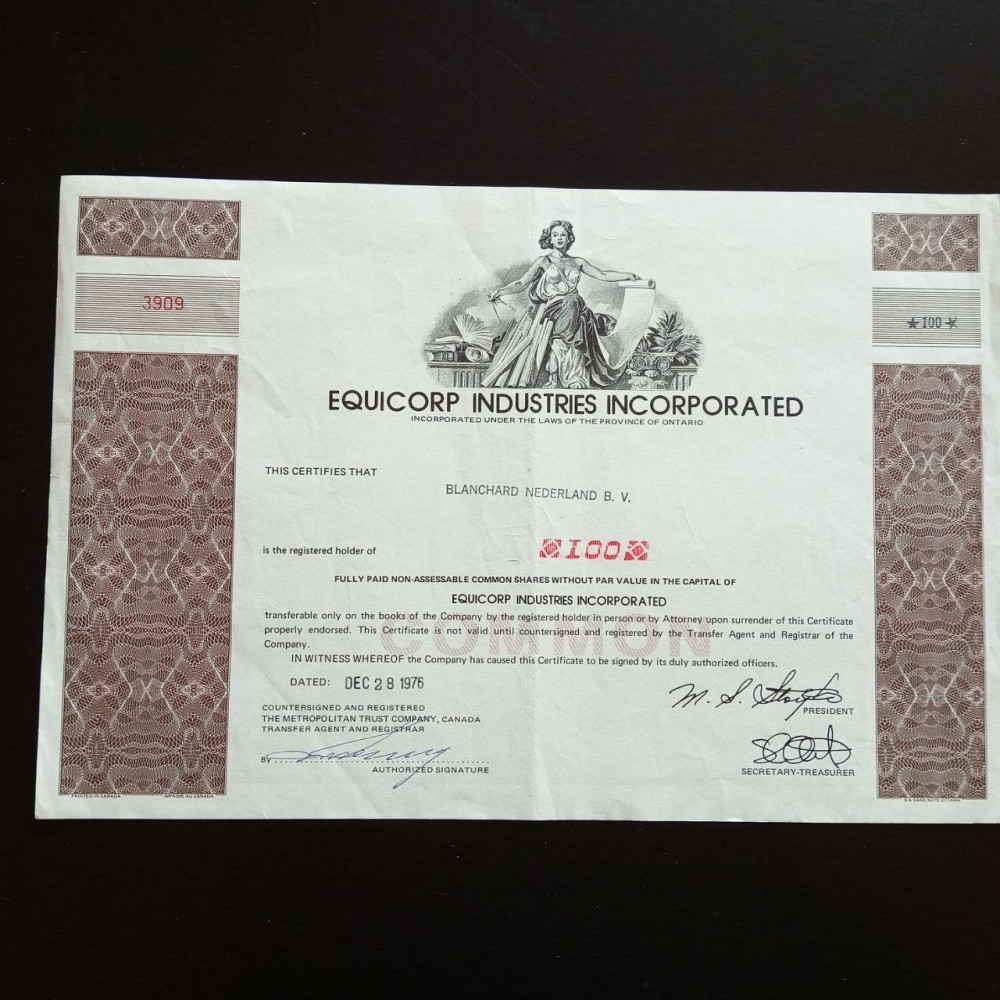 3909
★100★
EQUICORP INDUSTRIES INCORPORATED
INCORPORATED UNDER THE LAWS OF THE PROVINCE OF ONTARIO
THIS CERTIFIES THAT
BLANCHARD NEDERLAND B. V.
is the registered holder of
100
FULLY PAID NON-ASSESSABLE COMMON SHARES WITHOUT PAR VALUE IN THE CAPITAL OF
EQUICORP INDUSTRIES INCORPORATED
transferable only on the books of the Company by the registered holder in person or by Attorney upon surrender of this Certificate
properly endorsed. This Certificate is not valid until countersigned and registered by the Transfer Agent and Registrar of the
Company.
COMMON
IN WITNESS WHEREOF the Company has caused this Certificate to be signed by its duly authorized officers.
DATED: DEC 28 1976
COUNTERSIGNED AND REGISTERED
THE METROPOLITAN TRUST COMPANY, CANADA
TRANSFER AGENT AND REGISTRAR
By
AUTHORIZED SIGNATURE
M. S.
PRESIDENT
SECRETARY-TREASURER
PRINTED IN CANADA
IMPRIME AU CANADA
BANK NOTE OTTAWA